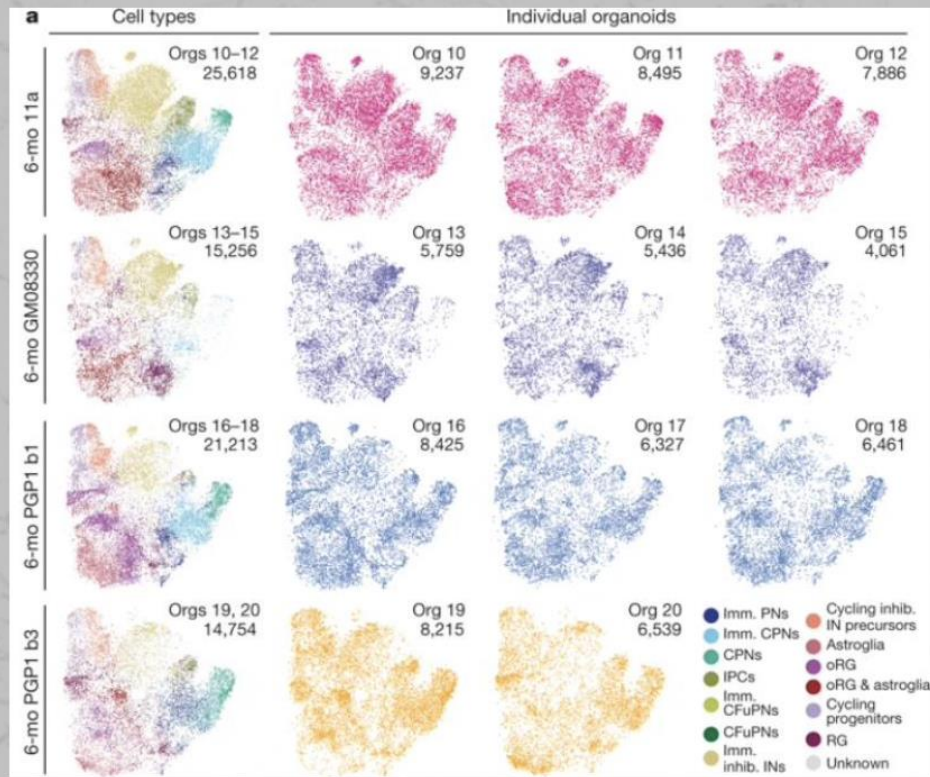 a
Cell types
Individual organoids
6-mo 11a
Orgs 10–12
25,618
Org 10
9,237
Org 11
8,495
Org 12
7,886
6-mo GM08330
Orgs 13–15
15,256
Org 13
5,759
Org 14
5,436
Org 15
4,061
6-mo PGP1 b1
Orgs 16–18
21,213
Org 16
8,425
Org 17
6,327
Org 18
6,461
6-mo PGP1 b3
Orgs 19, 20
14,754
Org 19
8,215
Org 20
6,539
Imm. PNs
Imm. CPNs
CPNs
IPCs
Imm.
CFuPNs
CFuPNs
Imm.
inhib. INs
Cycling inhib.
IN precursors
Astroglia
oRG
oRG & astroglia
Cycling
progenitors
RG
Unknown